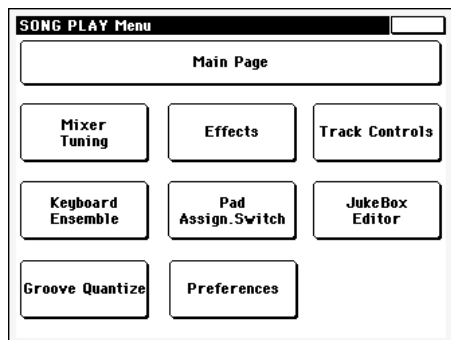 SONG PLAY Menu
Main Page
Mixer
Tuning
Effects
Track Controls
Keyboard
Ensemble
Pad
Assign.Switch
JukeBox
Editor
Groove Quantize
Preferences